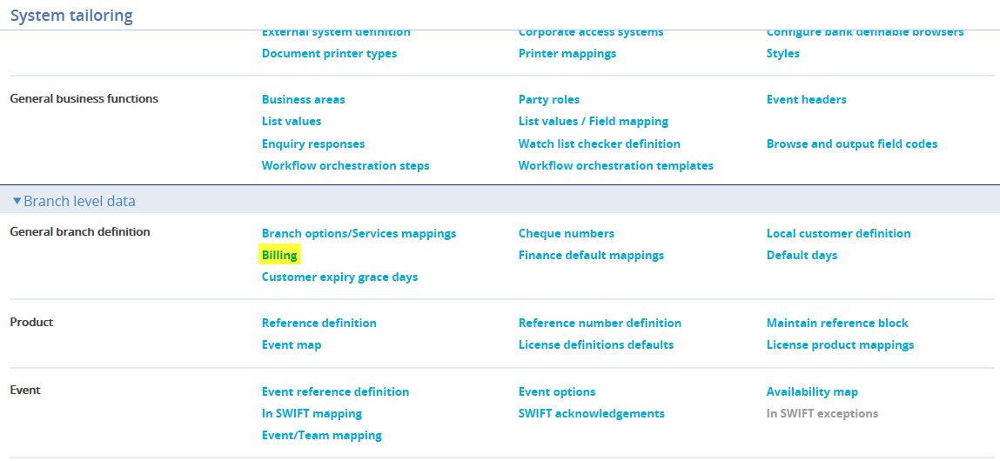 System tailoring
External system definition Corporate access systems Configure bank definable browsers
Document printer types Printer mappings Styles
General business functions Business areas Party roles Event headers
List values List values / Field mapping
Enquiry responses Watch list checker definition Browse and output field codes
Workflow orchestration steps Workflow orchestration templates
Branch level data
General branch definition Branch options/Services mappings Cheque numbers Local customer definition
Billing Finance default mappings Default days
Customer expiry grace days
Product Reference definition Reference number definition Maintain reference block
Event map License definitions defaults License product mappings
Event Event reference definition Event options Availability map
In SWIFT mapping SWIFT acknowledgements In SWIFT exceptions
Event/Team mapping